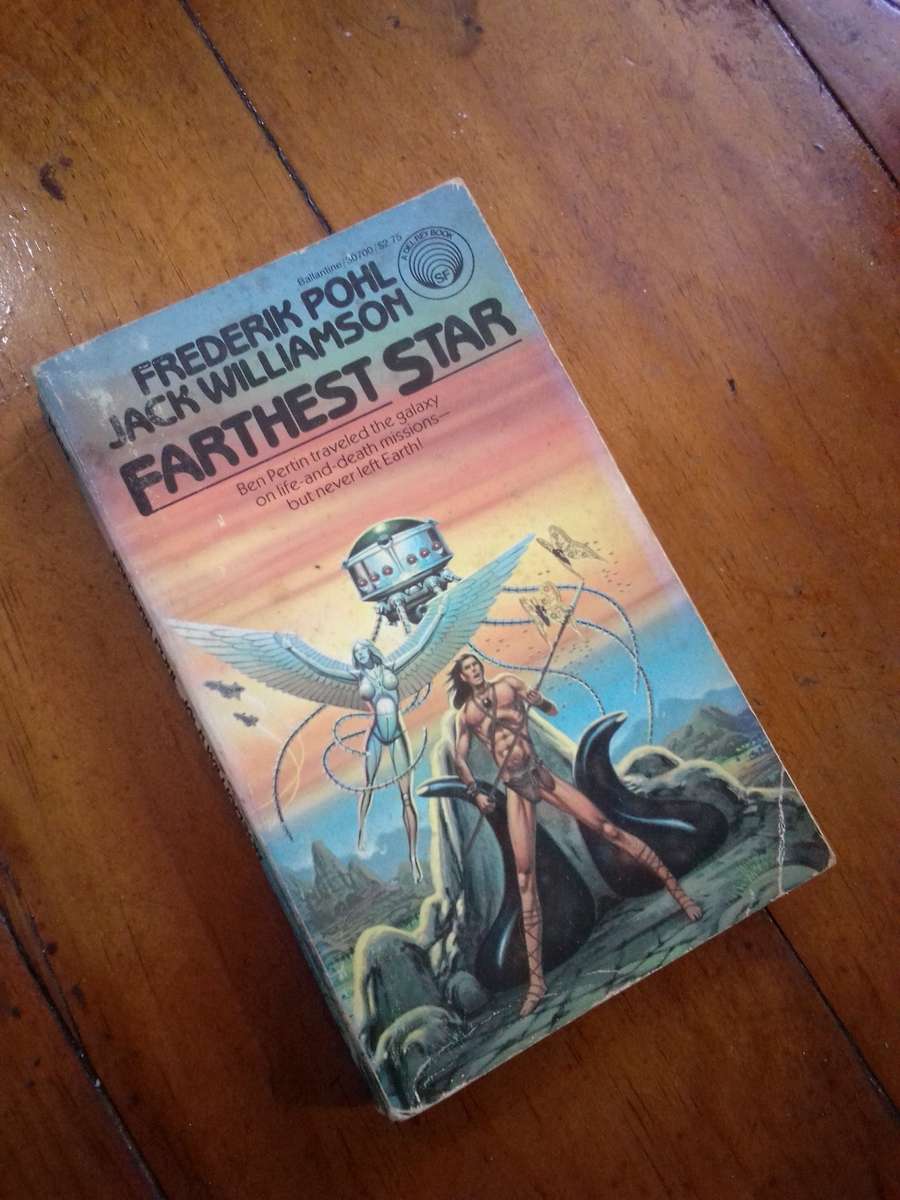 Ballantine/30700/$2.75
A DEL REY BOOK
SF
FREDERIK POHL
JACK WILLIAMSON
FARTHEST STAR
Ben Pertin traveled the galaxy
on life-and-death missions—
but never left Earth!